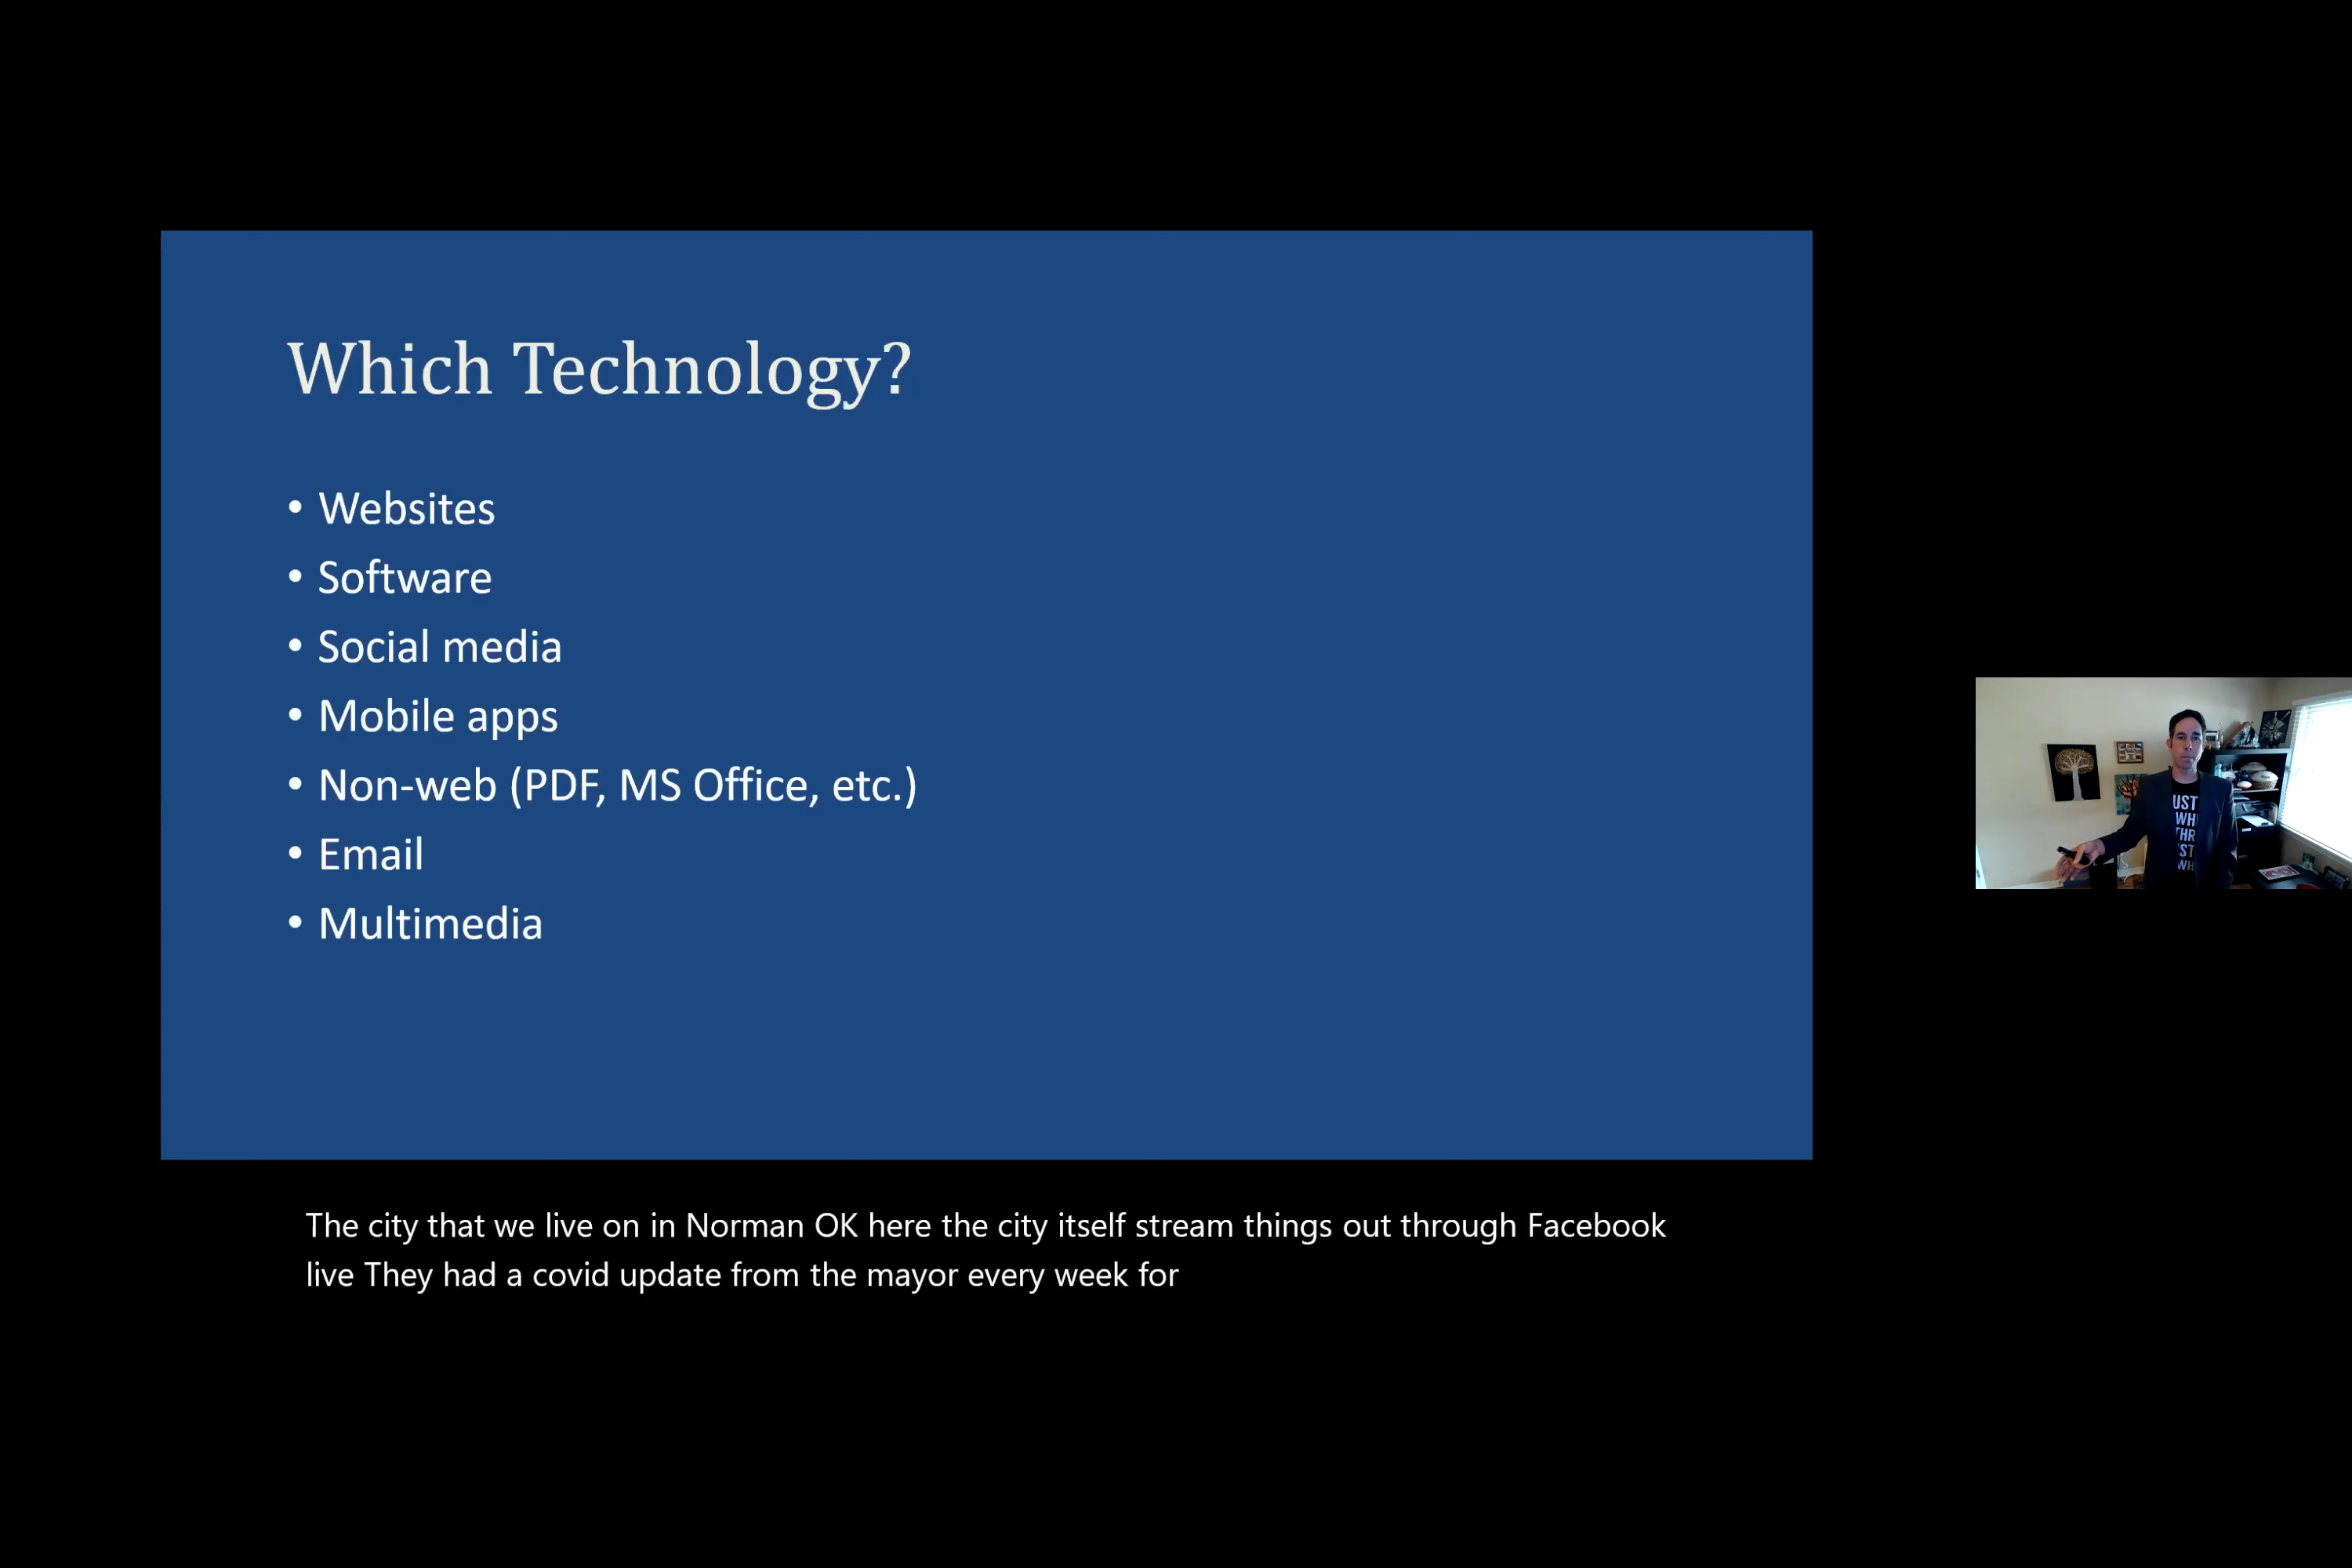 Which Technology?
• Websites
• Software
• Social media
• Mobile apps
• Non-web (PDF, MS Office, etc.)
• Email
• Multimedia
The city that we live on in Norman OK here the city itself stream things out through Facebook
live They had a covid update from the mayor every week for